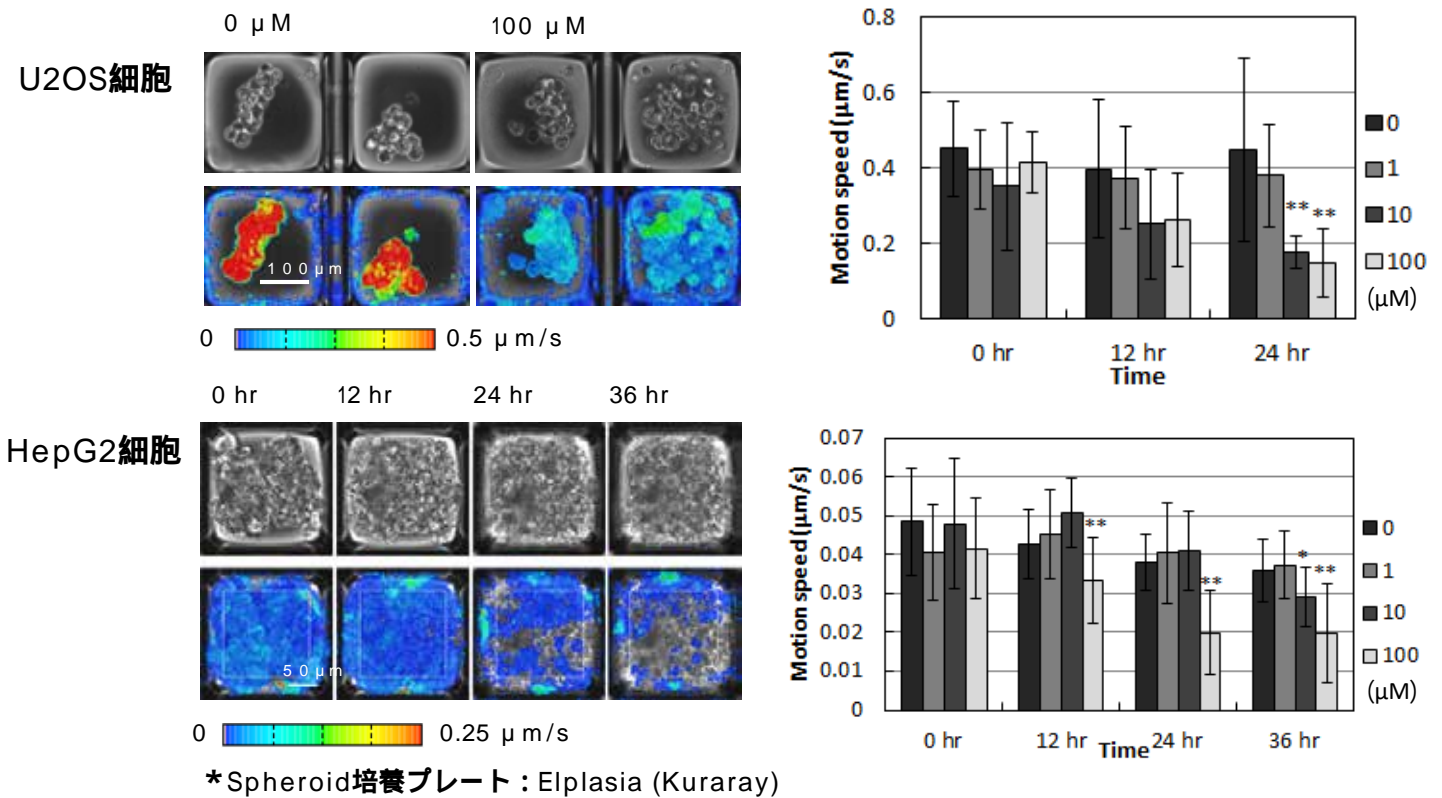 0 μM 100 μM
U2OS細胞
100μm
0 0.5 μm/s
0.8
0.6
0.4
0.2
0
Motion speed(μm/s)
** **
0 hr 12 hr 24 hr
Time
0
1
10
100
(μM)
0 hr 12 hr 24 hr 36 hr
HepG2細胞
50μm
0 0.25 μm/s
*Spheroid培養プレート：Elplasia (Kuraray)
0.07
0.06
0.05
0.04
0.03
0.02
0.01
0
Motion speed(μm/s)
**
**
*
**
0 hr 12 hr 24 hr 36 hr
Time
0
1
10
100
(μM)